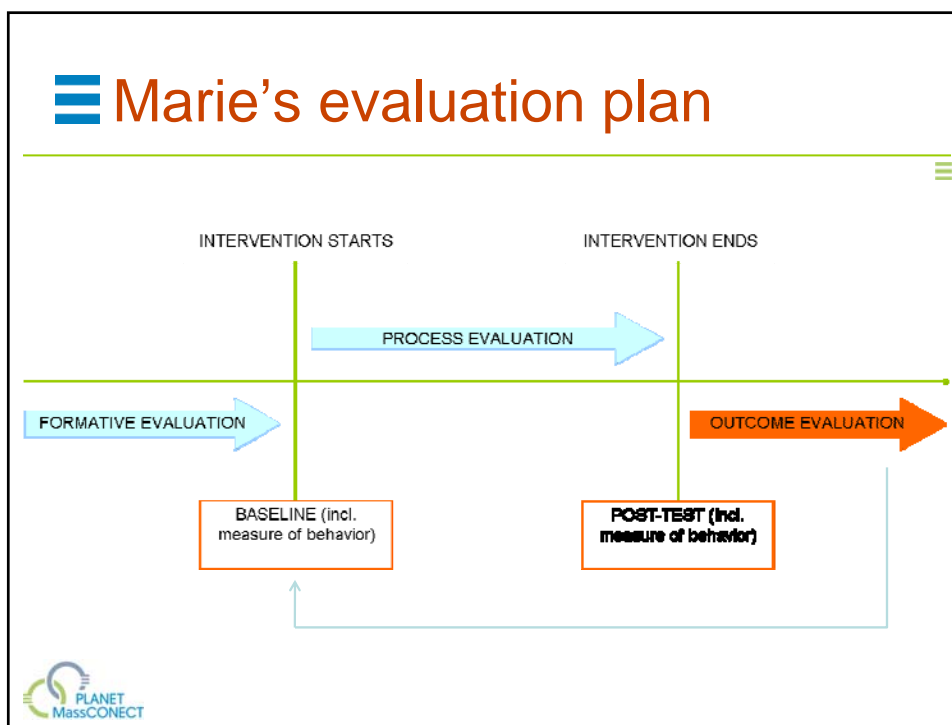 Marie's evaluation plan
INTERVENTION STARTS
INTERVENTION ENDS
PROCESS EVALUATION
FORMATIVE EVALUATION
OUTCOME EVALUATION
BASELINE (incl.
measure of behavior)
POST-TEST (incl.
measure of behavior)
PLANET
MassCONECT